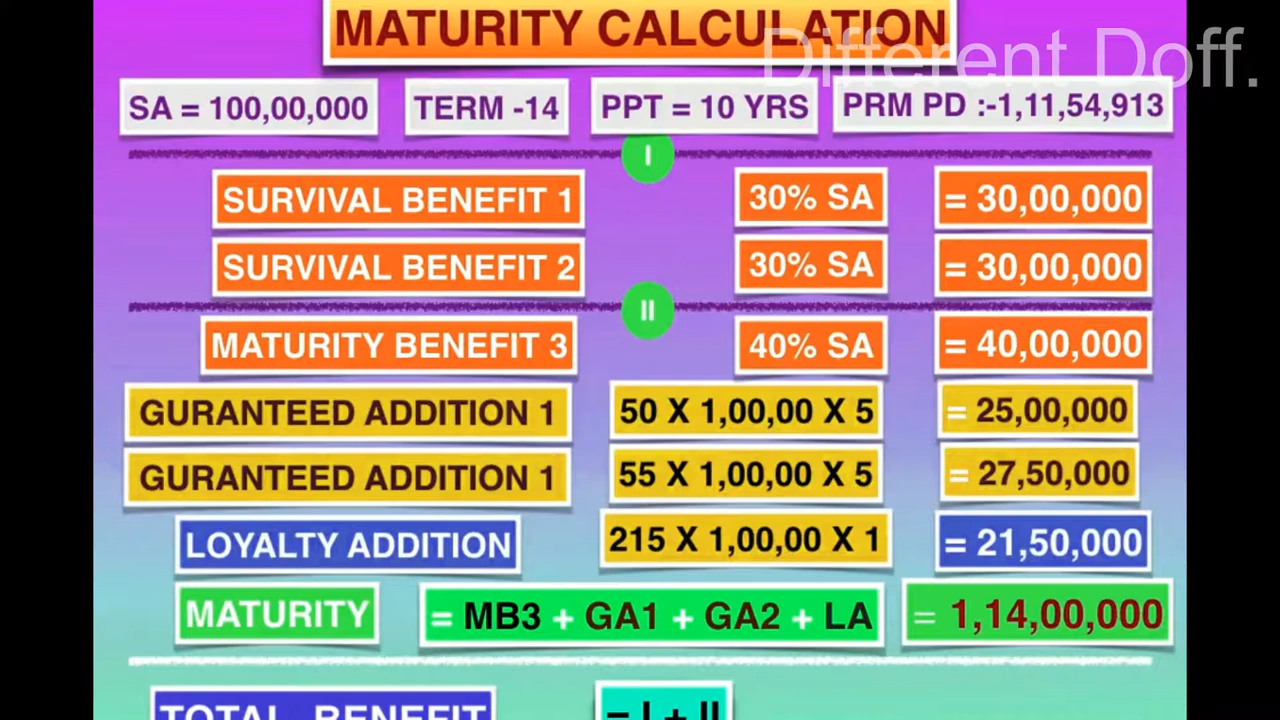 MATURITY CALCULATION
Different Doff.
SA = 100,00,000 TERM -14 PPT = 10 YRS PRM PD :-1,11,54,913
I
SURVIVAL BENEFIT 1 30% SA = 30,00,000
SURVIVAL BENEFIT 2 30% SA = 30,00,000
II
MATURITY BENEFIT 3 40% SA = 40,00,000
GURANTEED ADDITION 1 50 X 1,00,00 X 5 = 25,00,000
GURANTEED ADDITION 1 55 X 1,00,00 X 5 = 27,50,000
LOYALTY ADDITION 215 X 1,00,00 X 1 = 21,50,000
MATURITY = MB3 + GA1 + GA2 + LA = 1,14,00,000
TOTAL BENEFIT = I + II